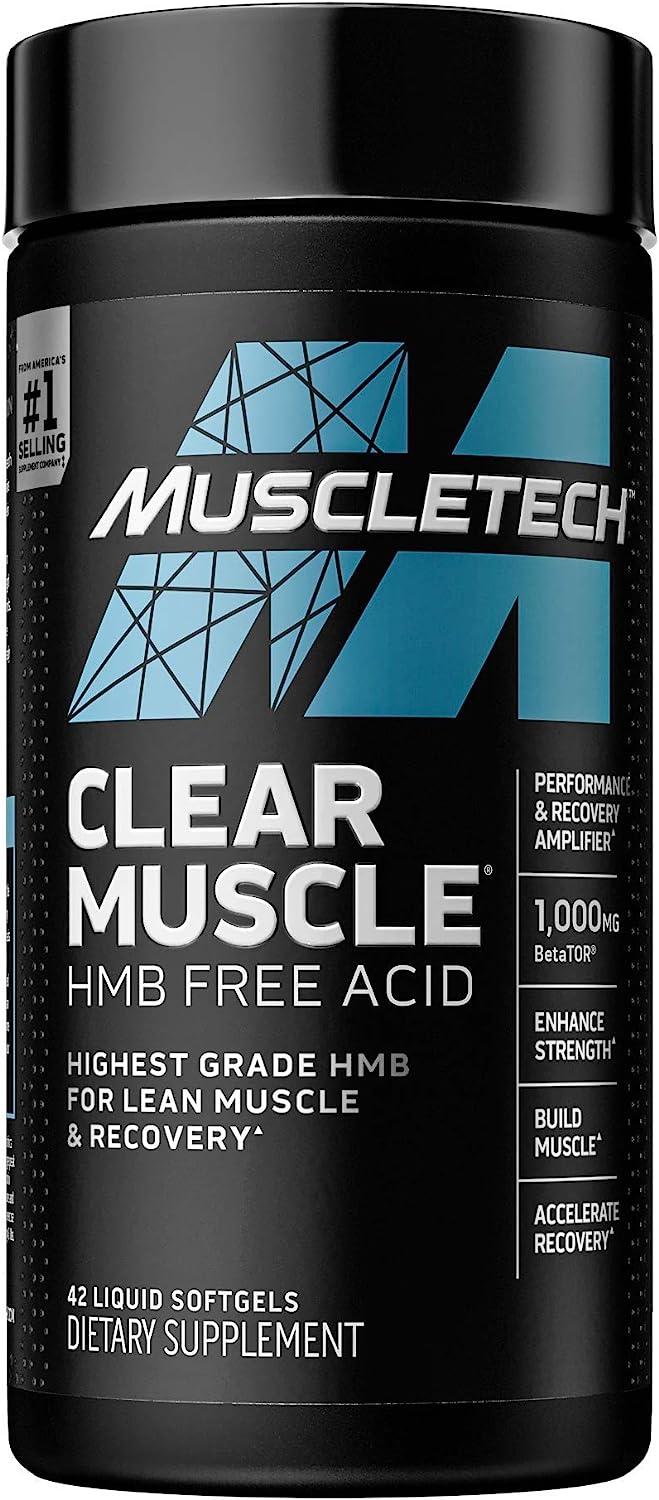 FROM AMERICA'S
#1
SELLING
SUPPLEMENT COMPANY‡
MUSCLETECH™
CLEAR
MUSCLE®
HMB FREE ACID
HIGHEST GRADE HMB
FOR LEAN MUSCLE
& RECOVERY▲
PERFORMANCE
& RECOVERY
AMPLIFIER▲
1,000MG
BetaTOR®
ENHANCE
STRENGTH▲
BUILD
MUSCLE▲
ACCELERATE
RECOVERY▲
42 LIQUID SOFTGELS
DIETARY SUPPLEMENT